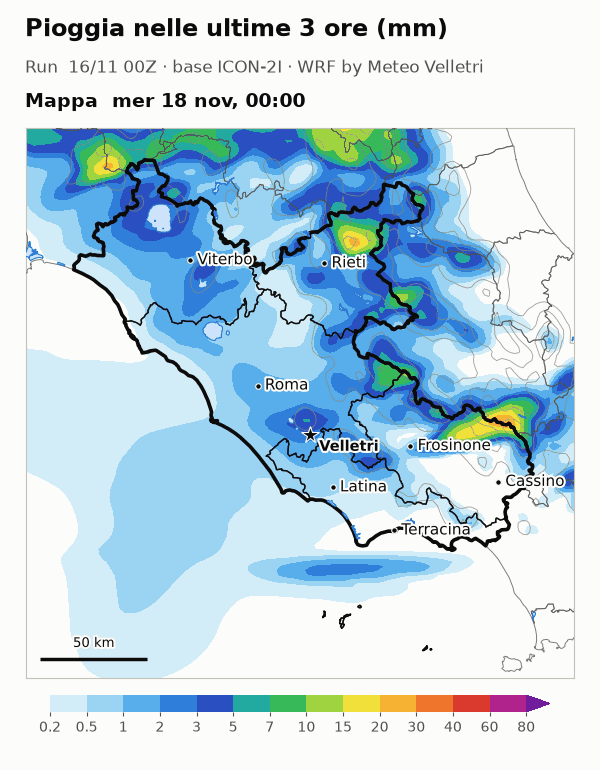 Pioggia nelle ultime 3 ore (mm)
Run  16/11 00Z · base ICON-2I · WRF by Meteo Velletri
Mappa  mer 18 nov, 00:00
Viterbo
Rieti
Roma
Velletri
Frosinone
Cassino
Latina
Terracina
50 km
0.2 0.5 1 2 3 5 7 10 15 20 30 40 60 80